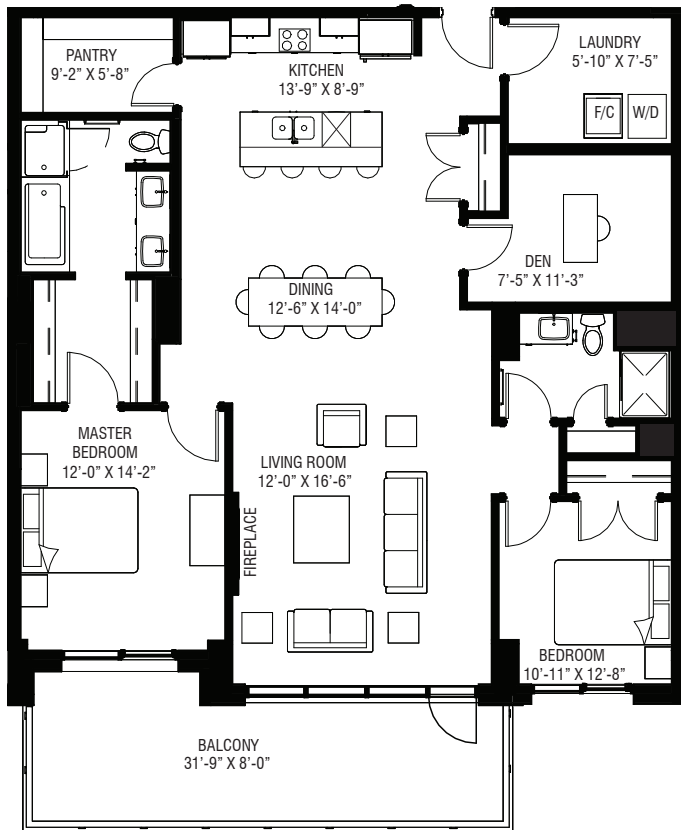 PANTRY
9'-2" X 5'-8"
KITCHEN
13'-9" X 8'-9"
LAUNDRY
5'-10" X 7'-5"
F/C
W/D
DEN
7'-5" X 11'-3"
DINING
12'-6" X 14'-0"
MASTER
BEDROOM
12'-0" X 14'-2"
LIVING ROOM
12'-0" X 16'-6"
FIREPLACE
BEDROOM
10'-11" X 12'-8"
BALCONY
31'-9" X 8'-0"